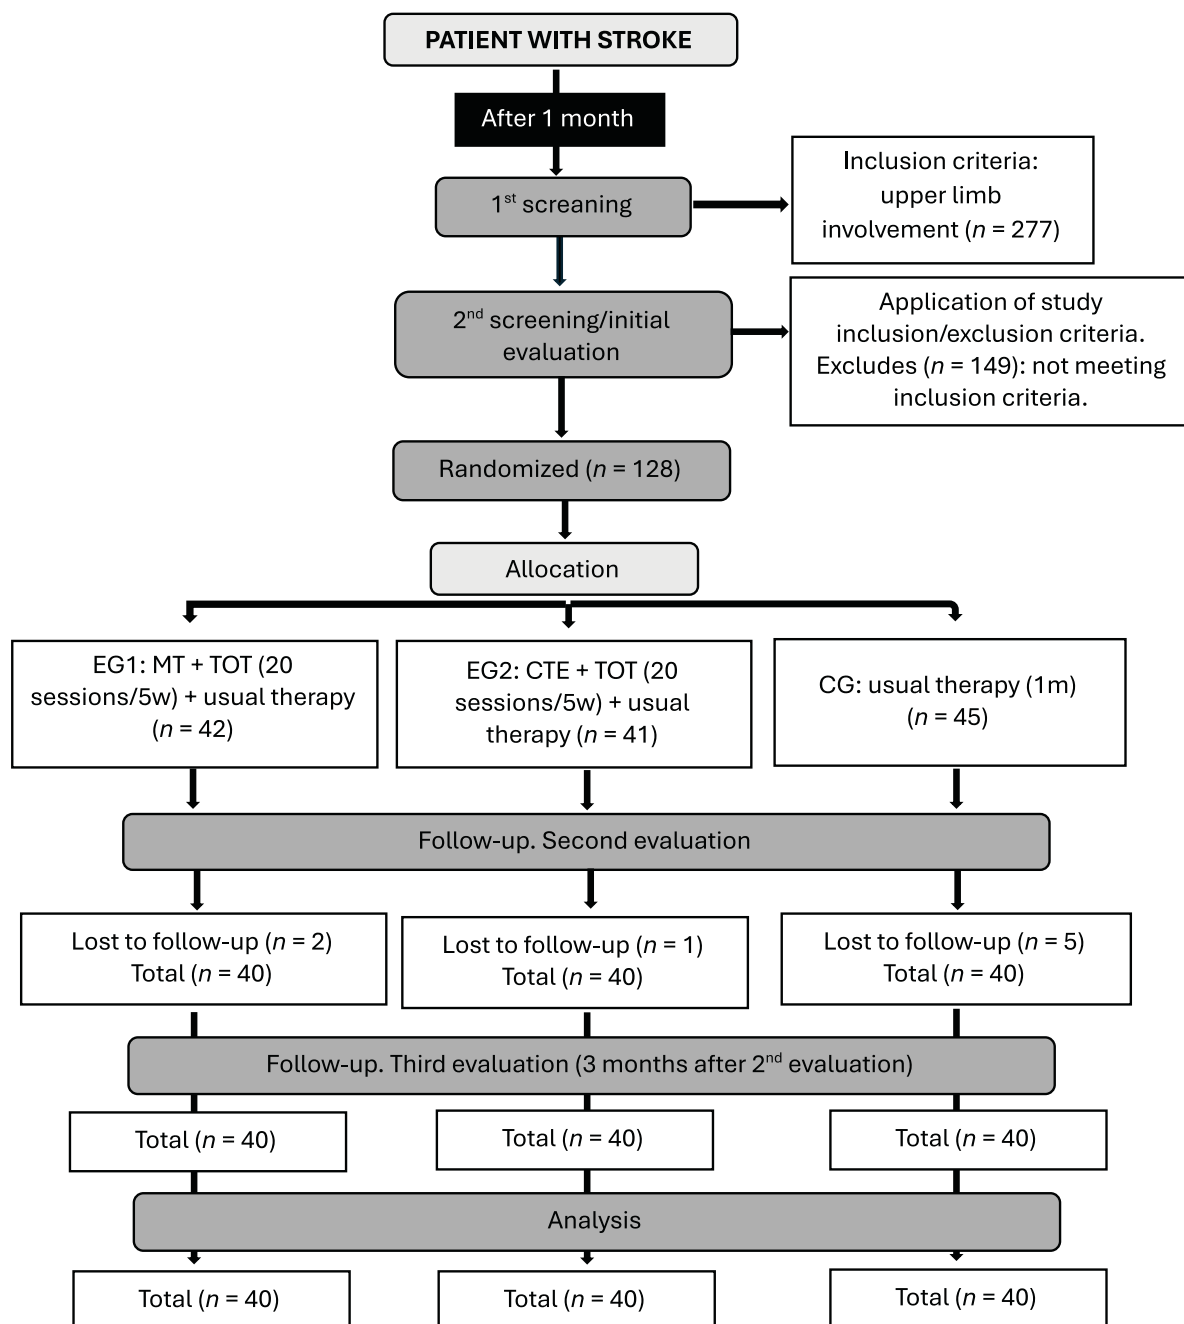 PATIENT WITH STROKE
After 1 month
1st screaning
Inclusion criteria:
upper limb
involvement (n = 277)
2nd screening/initial
evaluation
Application of study
inclusion/exclusion criteria.
Excludes (n = 149): not meeting
inclusion criteria.
Randomized (n = 128)
Allocation
EG1: MT + TOT (20
sessions/5w) + usual therapy
(n = 42)
EG2: CTE + TOT (20
sessions/5w) + usual
therapy (n = 41)
CG: usual therapy (1m)
(n = 45)
Follow-up. Second evaluation
Lost to follow-up (n = 2)
Total (n = 40)
Lost to follow-up (n = 1)
Total (n = 40)
Lost to follow-up (n = 5)
Total (n = 40)
Follow-up. Third evaluation (3 months after 2nd evaluation)
Total (n = 40)
Total (n = 40)
Total (n = 40)
Analysis
Total (n = 40)
Total (n = 40)
Total (n = 40)